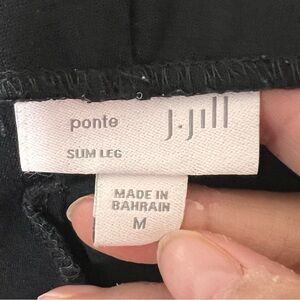 ponte J.Jill
SLIM LEG
MADE IN
BAHRAIN
M